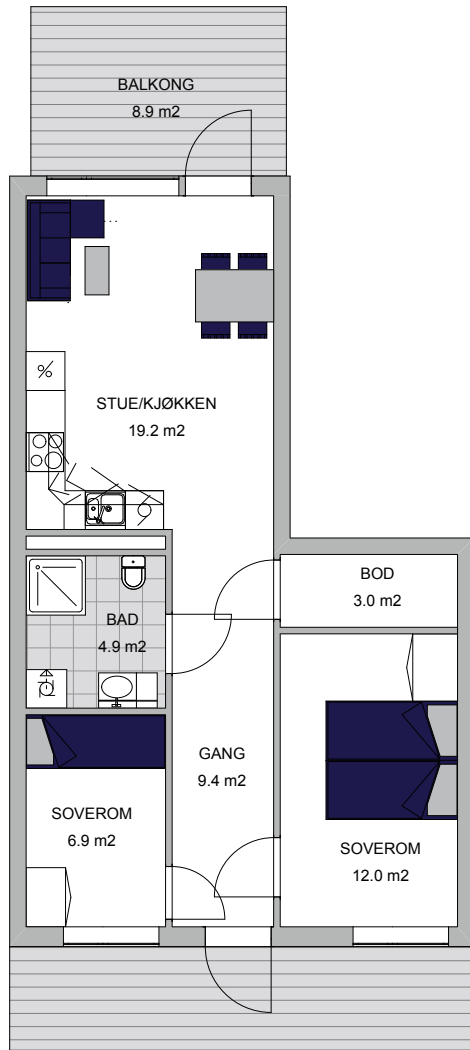 BALKONG
8.9 m2
%
STUE/KJØKKEN
19.2 m2
BOD
3.0 m2
BAD
4.9 m2
GANG
9.4 m2
SOVEROM
6.9 m2
SOVEROM
12.0 m2